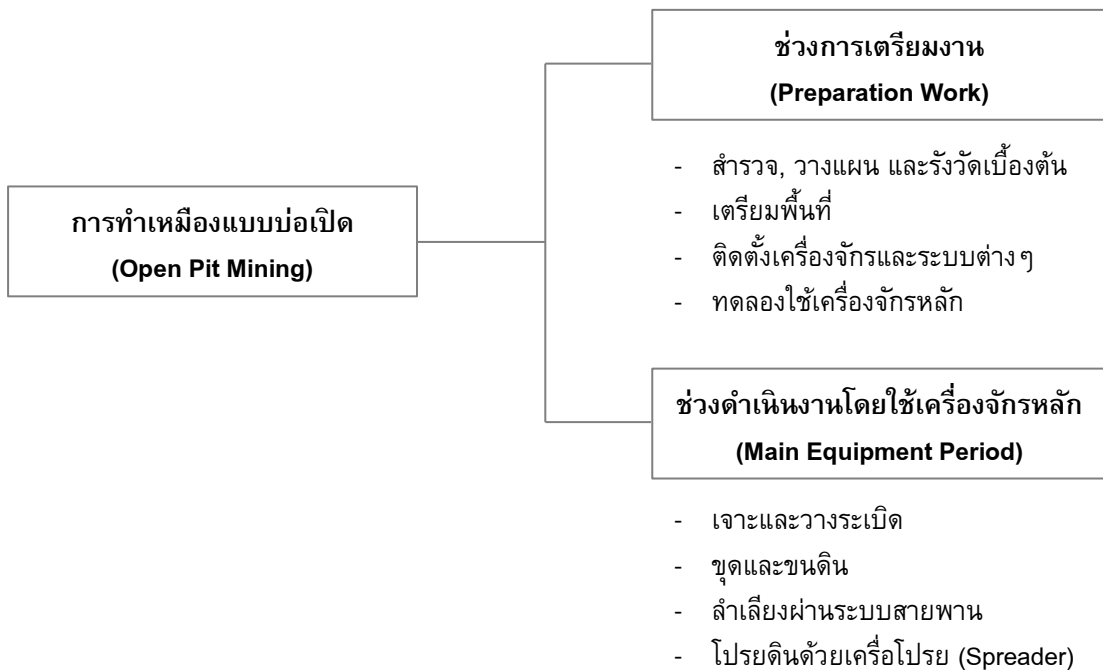 ช่วงการเตรียมงาน
(Preparation Work)
- สำรวจ, วางแผน และรังวัดเบื้องต้น
- เตรียมพื้นที่
- ติดตั้งเครื่องจักรและระบบต่าง ๆ
- ทดลองใช้เครื่องจักรหลัก
การทำเหมืองแบบบ่อเปิด
(Open Pit Mining)
ช่วงดำเนินงานโดยใช้เครื่องจักรหลัก
(Main Equipment Period)
- เจาะและวางระเบิด
- ขุดและขนดิน
- ลำเลียงผ่านระบบสายพาน
- โปรยดินด้วยเครื่อโปรย (Spreader)